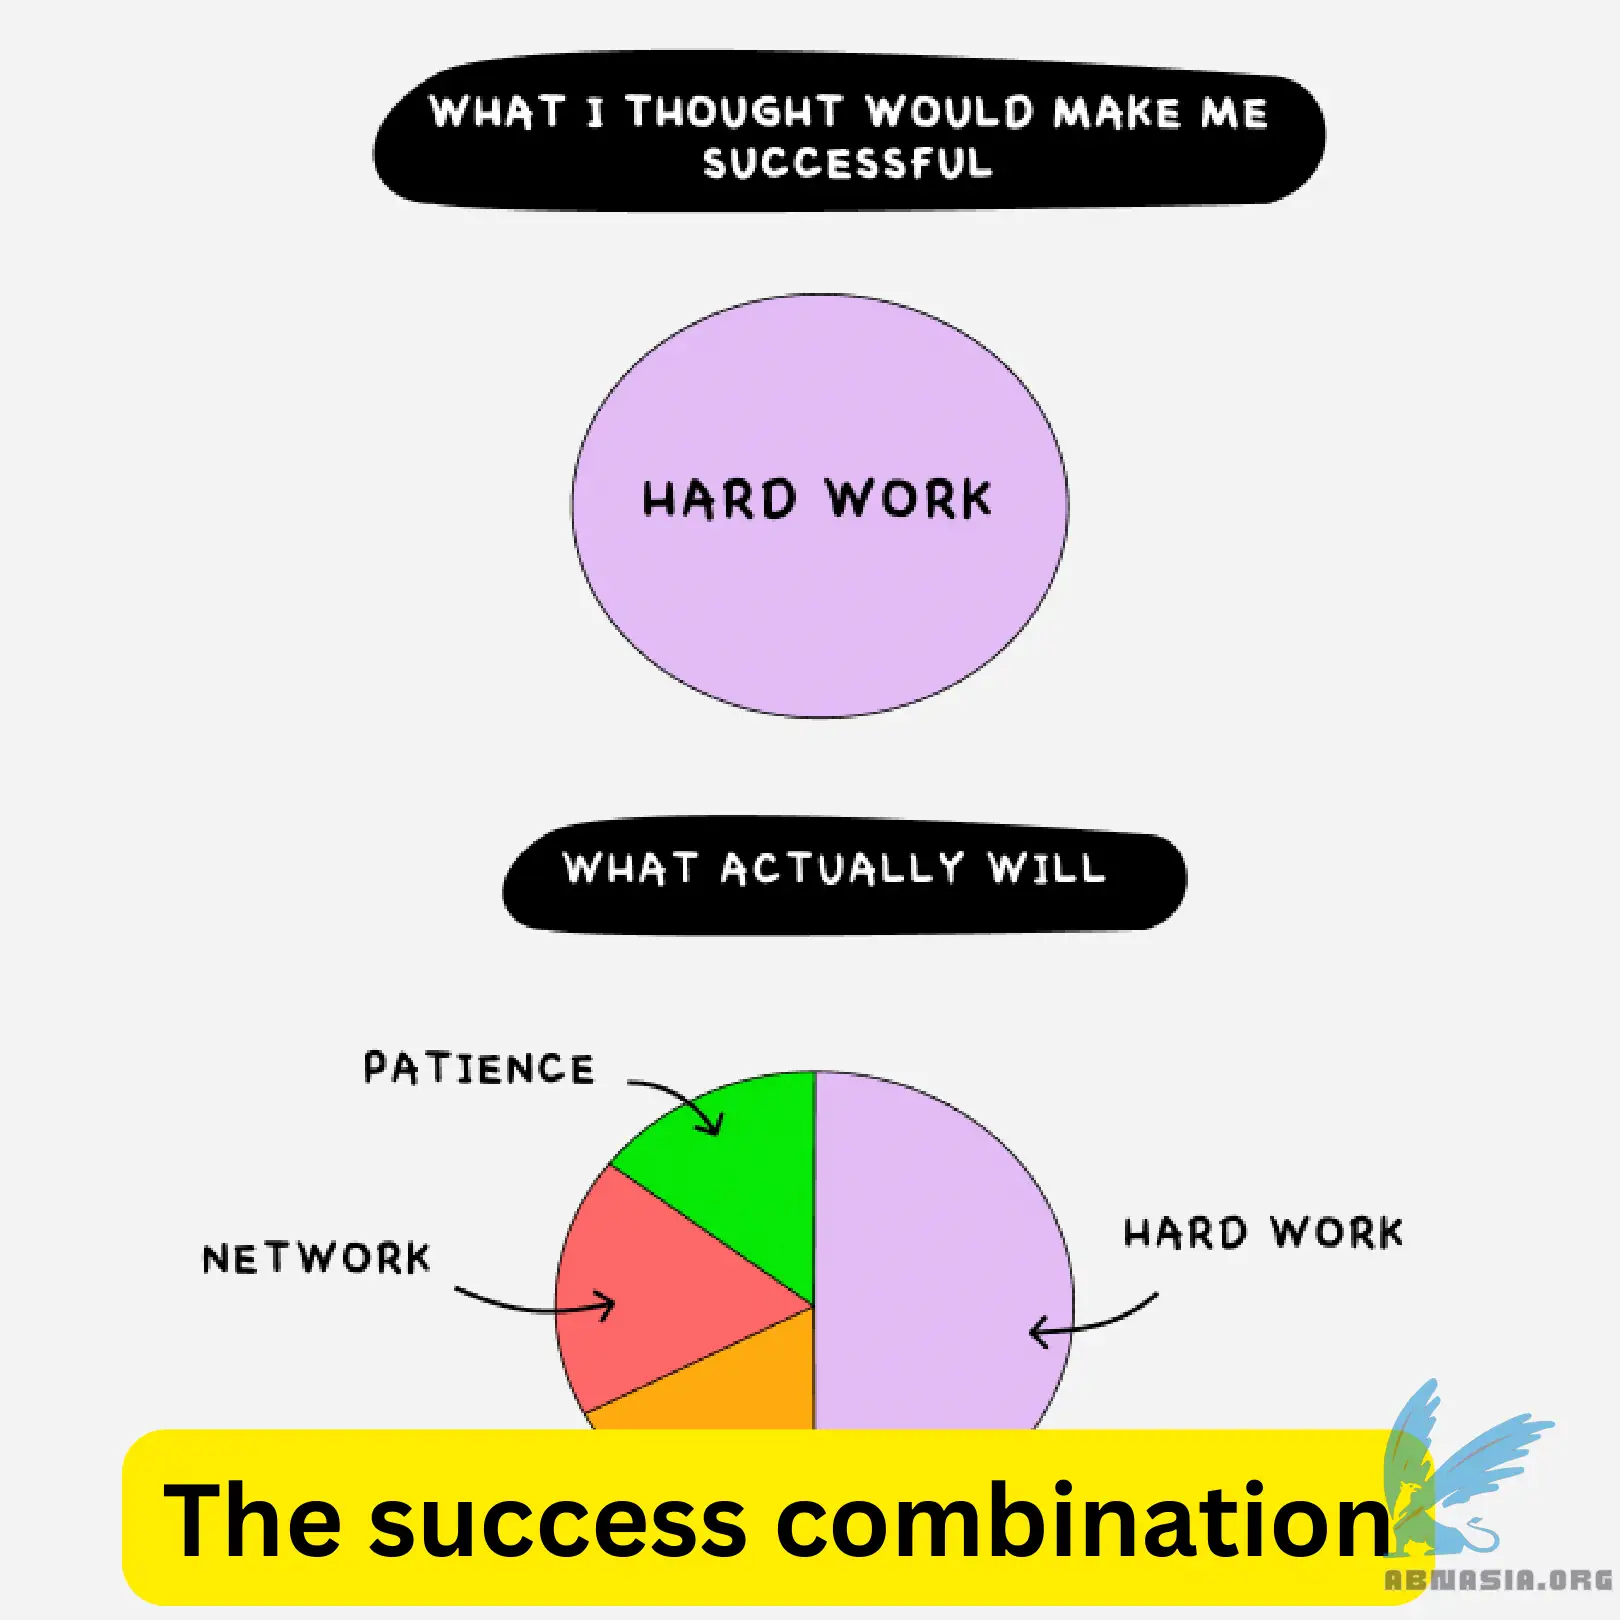 WHAT I THOUGHT WOULD MAKE ME
SUCCESSFUL
HARD WORK
WHAT ACTUALLY WILL
PATIENCE
NETWORK
HARD WORK
The success combination
ABNASIA.ORG